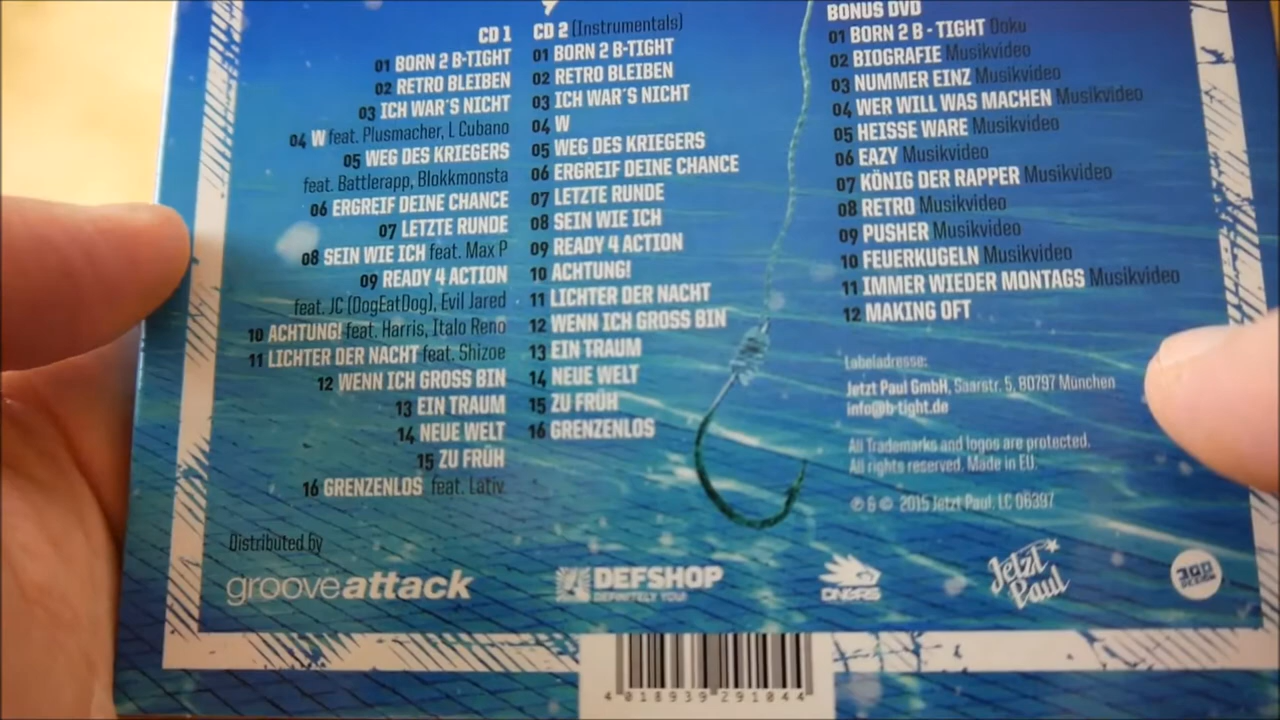 CD 1
01 BORN 2 B-TIGHT
02 RETRO BLEIBEN
03 ICH WAR´S NICHT
04 W feat. Plusmacher, L Cubano
05 WEG DES KRIEGERS
feat. Battlerapp, Blokkmonsta
06 ERGREIF DEINE CHANCE
07 LETZTE RUNDE
08 SEIN WIE ICH feat. Max P
09 READY 4 ACTION
feat. JC (DogEatDog), Evil Jared
10 ACHTUNG! feat. Harris, Italo Reno
11 LICHTER DER NACHT feat. Shizoe
12 WENN ICH GROSS BIN
13 EIN TRAUM
14 NEUE WELT
15 ZU FRÜH
16 GRENZENLOS feat. Lativ
CD 2 (Instrumentals)
01 BORN 2 B-TIGHT
02 RETRO BLEIBEN
03 ICH WAR´S NICHT
04 W
05 WEG DES KRIEGERS
06 ERGREIF DEINE CHANCE
07 LETZTE RUNDE
08 SEIN WIE ICH
09 READY 4 ACTION
10 ACHTUNG!
11 LICHTER DER NACHT
12 WENN ICH GROSS BIN
13 EIN TRAUM
14 NEUE WELT
15 ZU FRÜH
16 GRENZENLOS
BONUS DVD
01 BORN 2 B - TIGHT Doku
02 BIOGRAFIE Musikvideo
03 NUMMER EINZ Musikvideo
04 WER WILL WAS MACHEN Musikvideo
05 HEISSE WARE Musikvideo
06 EAZY Musikvideo
07 KÖNIG DER RAPPER Musikvideo
08 RETRO Musikvideo
09 PUSHER Musikvideo
10 FEUERKUGELN Musikvideo
11 IMMER WIEDER MONTAGS Musikvideo
12 MAKING OFT
Labeladresse:
Jetzt Paul GmbH, Saarstr. 5, 80797 München
info@b-tight.de
All Trademarks and logos are protected.
All rights reserved. Made in EU.
℗ & © 2015 Jetzt Paul. LC 06397
Distributed by
grooveattack
DEFSHOP
DEFINITELY YOU!
DNGRS
Jetzt
Paul
4 018939 291044